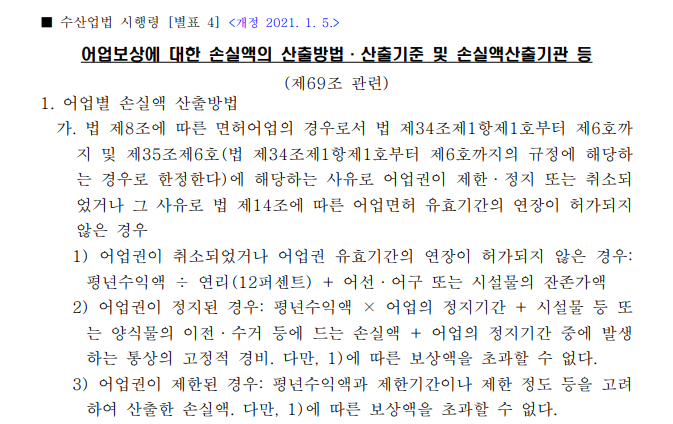 ■ 수산업법 시행령 [별표 4] <개정 2021. 1. 5.>
어업보상에 대한 손실액의 산출방법ㆍ산출기준 및 손실액산출기관 등
(제69조 관련)
1. 어업별 손실액 산출방법
가. 법 제8조에 따른 면허어업의 경우로서 법 제34조제1항제1호부터 제6호까
지 및 제35조제6호(법 제34조제1항제1호부터 제6호까지의 규정에 해당하
는 경우로 한정한다)에 해당하는 사유로 어업권이 제한ㆍ정지 또는 취소되
었거나 그 사유로 법 제14조에 따른 어업면허 유효기간의 연장이 허가되지
않은 경우
1) 어업권이 취소되었거나 어업권 유효기간의 연장이 허가되지 않은 경우:
평년수익액 ÷ 연리(12퍼센트) + 어선ㆍ어구 또는 시설물의 잔존가액
2) 어업권이 정지된 경우: 평년수익액 × 어업의 정지기간 + 시설물 등 또
는 양식물의 이전ㆍ수거 등에 드는 손실액 + 어업의 정지기간 중에 발생
하는 통상의 고정적 경비. 다만, 1)에 따른 보상액을 초과할 수 없다.
3) 어업권이 제한된 경우: 평년수익액과 제한기간이나 제한 정도 등을 고려
하여 산출한 손실액. 다만, 1)에 따른 보상액을 초과할 수 없다.